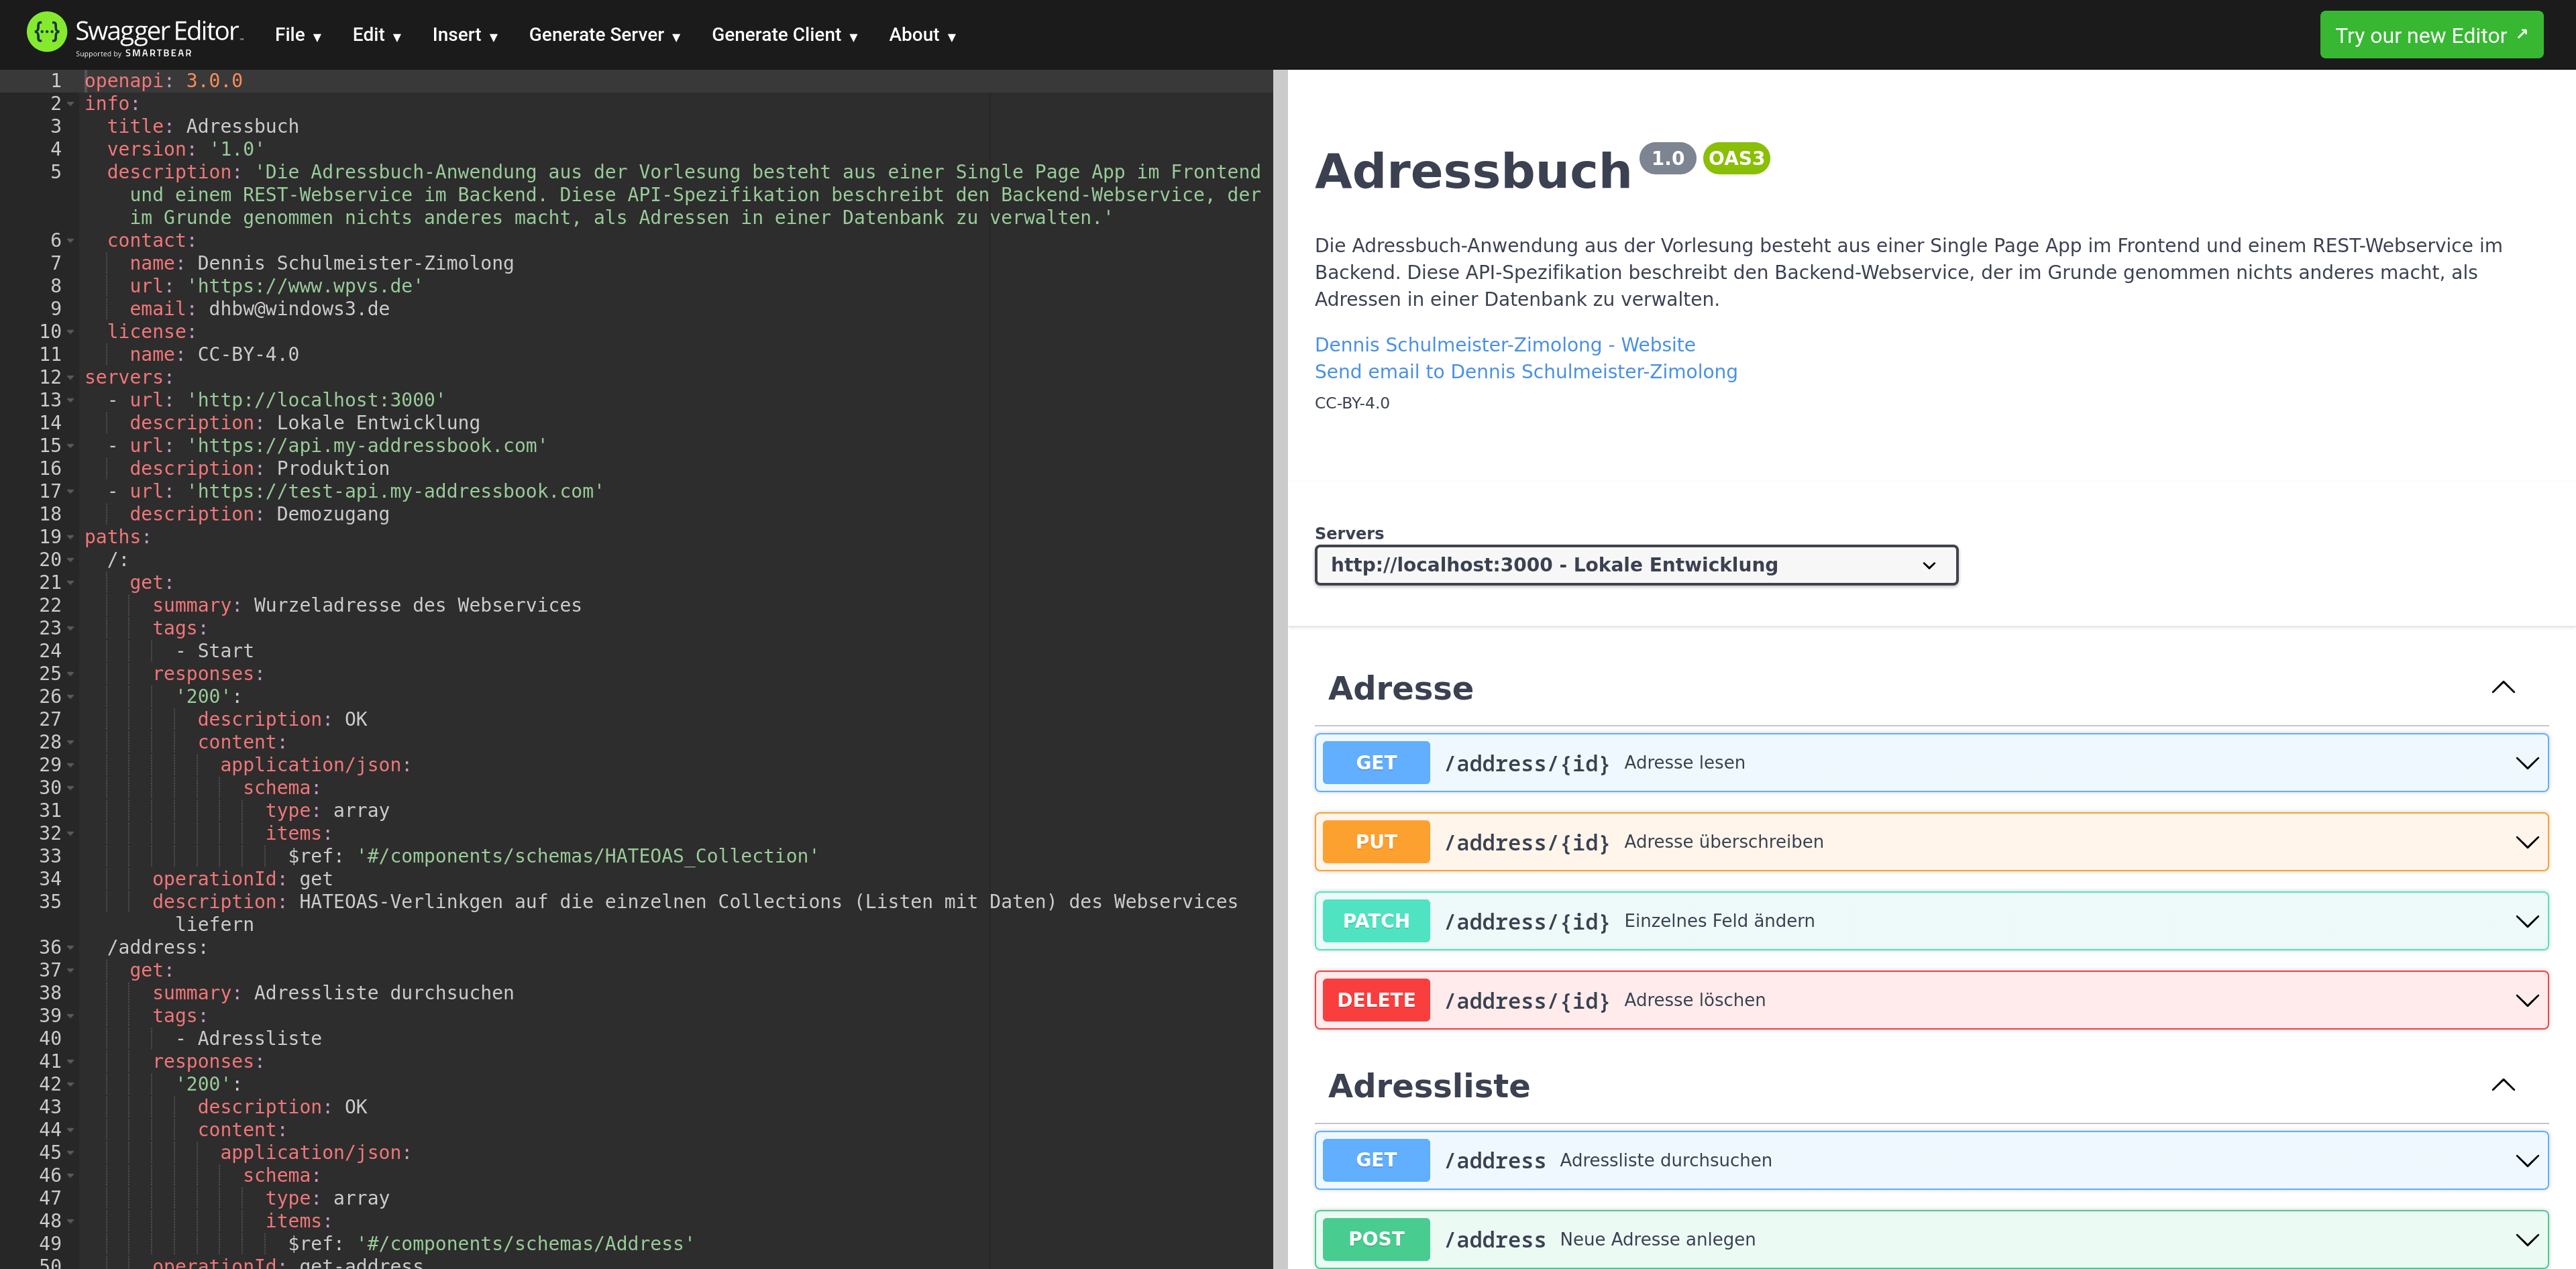 Swagger Editor
Supported by SMARTBEAR
File ▾
Edit ▾
Insert ▾
Generate Server ▾
Generate Client ▾
About ▾
Try our new Editor ↗
1 openapi: 3.0.0
2 info:
3 title: Adressbuch
4 version: '1.0'
5 description: 'Die Adressbuch-Anwendung aus der Vorlesung besteht aus einer Single Page App im Frontend
und einem REST-Webservice im Backend. Diese API-Spezifikation beschreibt den Backend-Webservice, der
im Grunde genommen nichts anderes macht, als Adressen in einer Datenbank zu verwalten.'
6 contact:
7 name: Dennis Schulmeister-Zimolong
8 url: 'https://www.wpvs.de'
9 email: dhbw@windows3.de
10 license:
11 name: CC-BY-4.0
12 servers:
13 - url: 'http://localhost:3000'
14 description: Lokale Entwicklung
15 - url: 'https://api.my-addressbook.com'
16 description: Produktion
17 - url: 'https://test-api.my-addressbook.com'
18 description: Demozugang
19 paths:
20 /:
21 get:
22 summary: Wurzeladresse des Webservices
23 tags:
24 - Start
25 responses:
26 '200':
27 description: OK
28 content:
29 application/json:
30 schema:
31 type: array
32 items:
33 $ref: '#/components/schemas/HATEOAS_Collection'
34 operationId: get
35 description: HATEOAS-Verlinkgen auf die einzelnen Collections (Listen mit Daten) des Webservices
liefern
36 /address:
37 get:
38 summary: Adressliste durchsuchen
39 tags:
40 - Adressliste
41 responses:
42 '200':
43 description: OK
44 content:
45 application/json:
46 schema:
47 type: array
48 items:
49 $ref: '#/components/schemas/Address'
50 operationId: get-address
Adressbuch 1.0 OAS3
Die Adressbuch-Anwendung aus der Vorlesung besteht aus einer Single Page App im Frontend und einem REST-Webservice im
Backend. Diese API-Spezifikation beschreibt den Backend-Webservice, der im Grunde genommen nichts anderes macht, als
Adressen in einer Datenbank zu verwalten.
Dennis Schulmeister-Zimolong - Website
Send email to Dennis Schulmeister-Zimolong
CC-BY-4.0
Servers
http://localhost:3000 - Lokale Entwicklung
Adresse
GET /address/{id} Adresse lesen
PUT /address/{id} Adresse überschreiben
PATCH /address/{id} Einzelnes Feld ändern
DELETE /address/{id} Adresse löschen
Adressliste
GET /address Adressliste durchsuchen
POST /address Neue Adresse anlegen